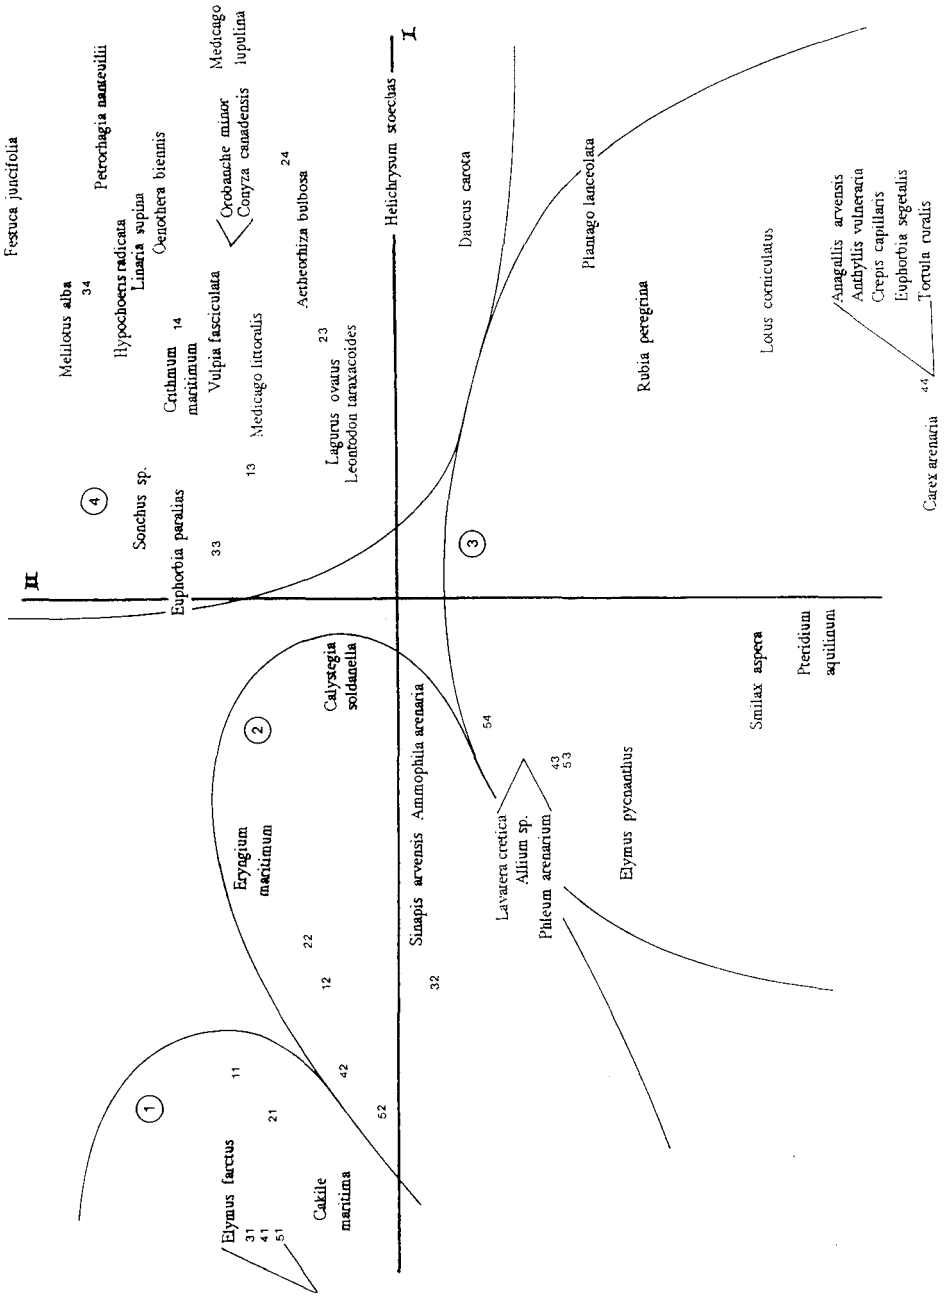 Festuca juncifolia
Melilotus alba
34
Petrorhagia nanteuilii
Hypochoeris radicata
Linaria supina
Oenothera biennis
Medicago
lupulina
Orobanche minor
Conyza canadensis
24
Aetheorhiza bulbosa
Crithmum
maritimum
14
Vulpia fasciculata
Medicago littoralis
23
Lagurus ovatus
Leontodon taraxacoides
4
Sonchus sp.
13
Euphorbia paralias
33
II
Helichrysum stoechas
I
Daucus carota
Plantago lanceolata
Rubia peregrina
Lotus corniculatus
Anagallis arvensis
Anthyllis vulneraria
Crepis capillaris
Euphorbia segetalis
Tortula ruralis
44
Carex arenaria
3
2
Calystegia
soldanella
Eryngium
maritimum
22
12
Sinapis arvensis
Ammophila arenaria
32
54
43
53
Lavatera cretica
Allium sp.
Phleum arenarium
Elymus pycnanthus
Smilax aspera
Pteridium
aquilinum
1
11
21
42
52
Elymus farctus
31
41
51
Cakile
maritima